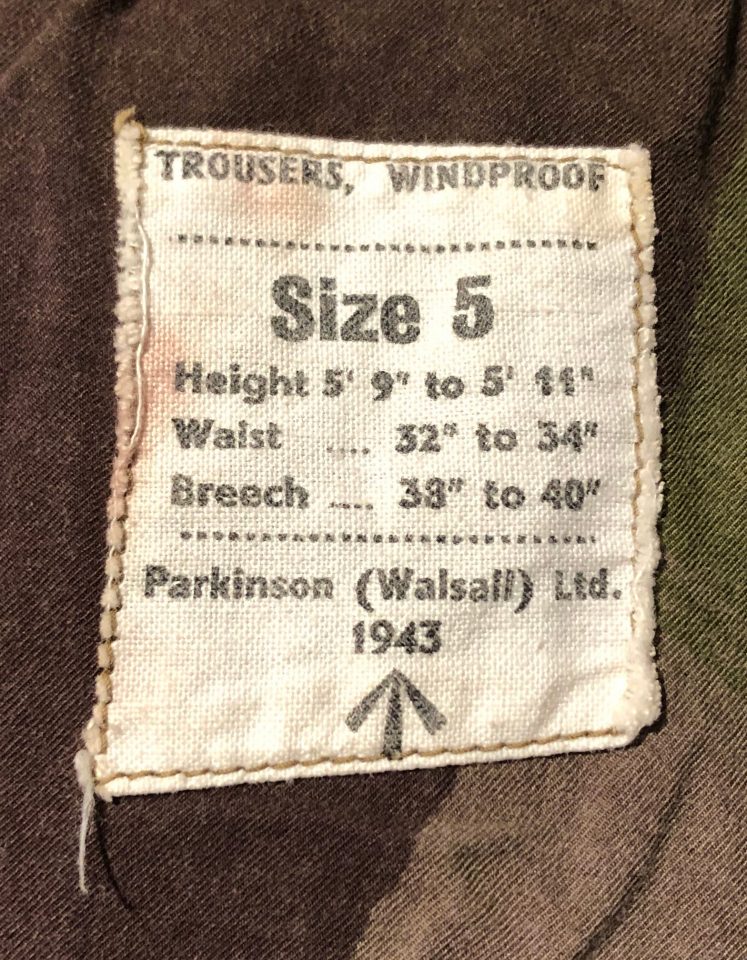 TROUSERS, WINDPROOF
Size 5
Height 5' 9" to 5' 11"
Waist .... 32" to 34"
Breech .... 38" to 40"
Parkinson (Walsall) Ltd.
1943